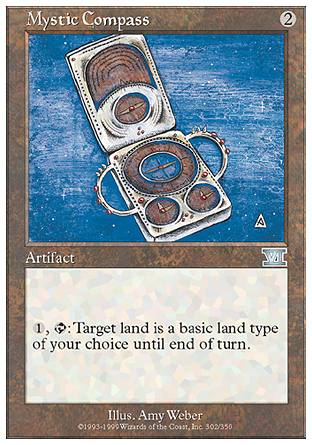 Mystic Compass 2
A
Artifact VI
1, T: Target land is a basic land type
of your choice until end of turn.
Illus. Amy Weber
©1993-1999 Wizards of the Coast, Inc. 302/350